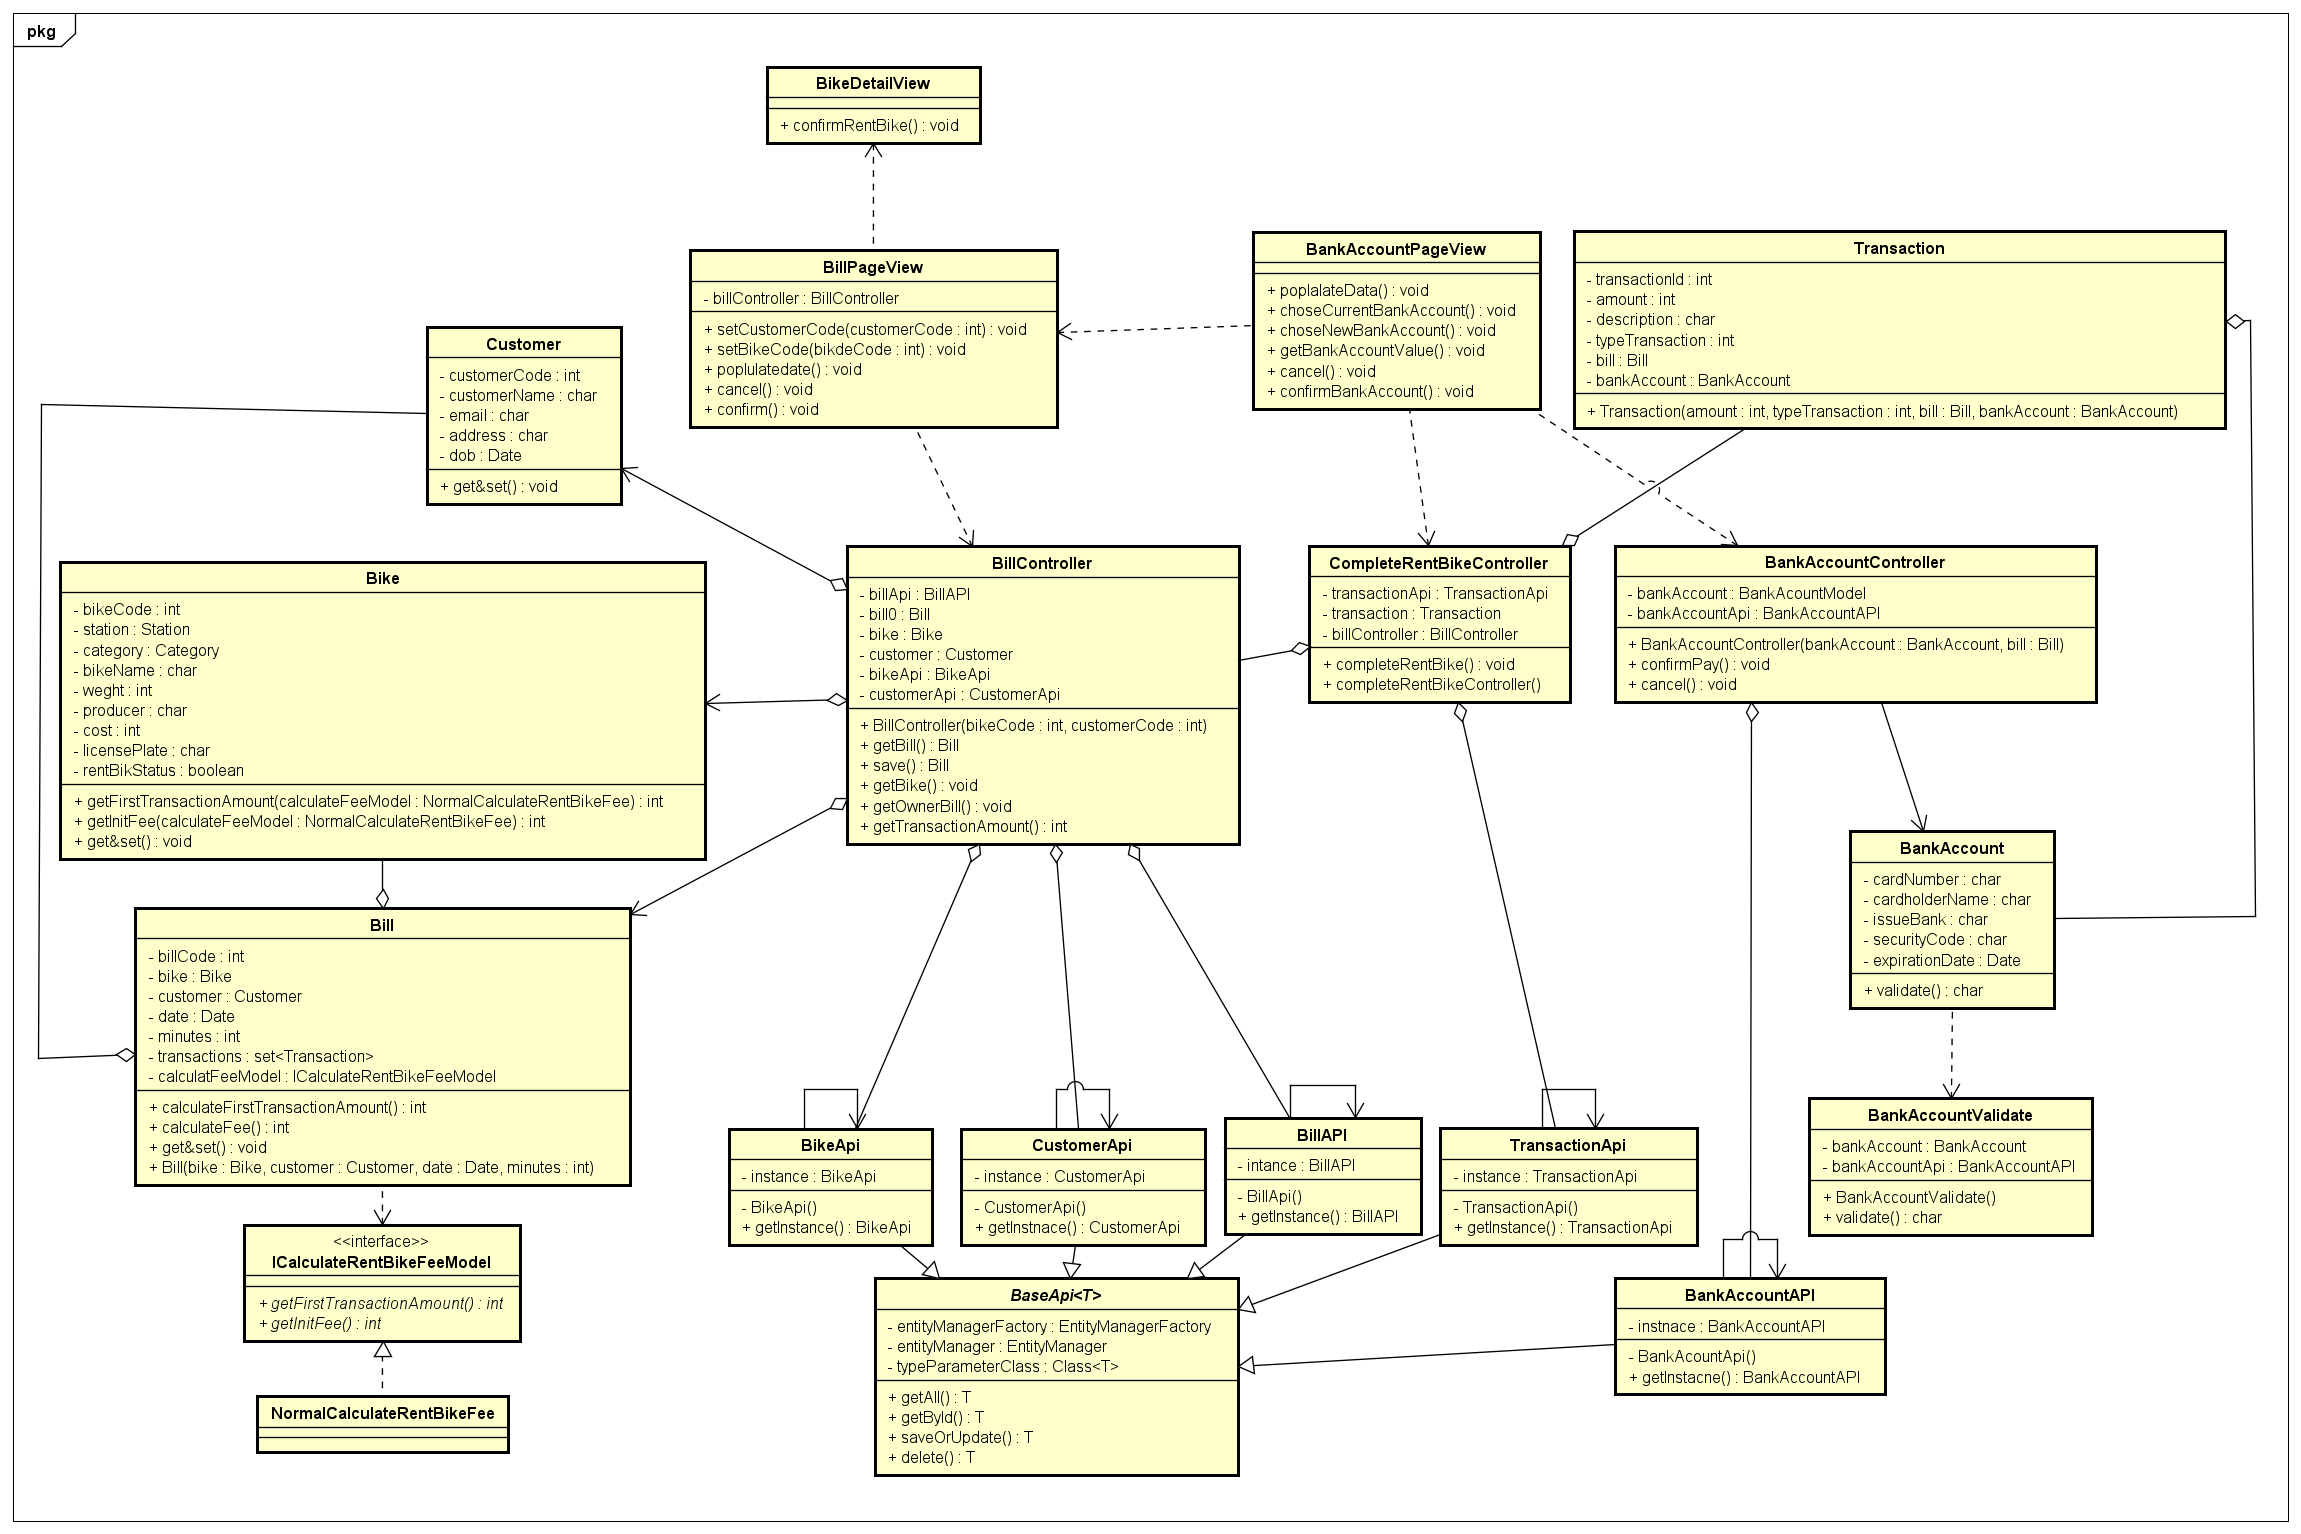 pkg
BikeDetailView
+ confirmRentBike() : void
BillPageView
- billController : BillController
+ setCustomerCode(customerCode : int) : void
+ setBikeCode(bikdeCode : int) : void
+ poplulatedate() : void
+ cancel() : void
+ confirm() : void
BankAccountPageView
+ poplalateData() : void
+ choseCurrentBankAccount() : void
+ choseNewBankAccount() : void
+ getBankAccountValue() : void
+ cancel() : void
+ confirmBankAccount() : void
Transaction
- transactionId : int
- amount : int
- description : char
- typeTransaction : int
- bill : Bill
- bankAccount : BankAccount
+ Transaction(amount : int, typeTransaction : int, bill : Bill, bankAccount : BankAccount)
Customer
- customerCode : int
- customerName : char
- email : char
- address : char
- dob : Date
+ get&set() : void
Bike
- bikeCode : int
- station : Station
- category : Category
- bikeName : char
- weght : int
- producer : char
- cost : int
- licensePlate : char
- rentBikStatus : boolean
+ getFirstTransactionAmount(calculateFeeModel : NormalCalculateRentBikeFee) : int
+ getInitFee(calculateFeeModel : NormalCalculateRentBikeFee) : int
+ get&set() : void
BillController
- billApi : BillAPI
- bill0 : Bill
- bike : Bike
- customer : Customer
- bikeApi : BikeApi
- customerApi : CustomerApi
+ BillController(bikeCode : int, customerCode : int)
+ getBill() : Bill
+ save() : Bill
+ getBike() : void
+ getOwnerBill() : void
+ getTransactionAmount() : int
CompleteRentBikeController
- transactionApi : TransactionApi
- transaction : Transaction
- billController : BillController
+ completeRentBike() : void
+ completeRentBikeController()
BankAccountController
- bankAccount : BankAcountModel
- bankAccountApi : BankAccountAPI
+ BankAccountController(bankAccount : BankAccount, bill : Bill)
+ confirmPay() : void
+ cancel() : void
BankAccount
- cardNumber : char
- cardholderName : char
- issueBank : char
- securityCode : char
- expirationDate : Date
+ validate() : char
Bill
- billCode : int
- bike : Bike
- customer : Customer
- date : Date
- minutes : int
- transactions : set<Transaction>
- calculatFeeModel : ICalculateRentBikeFeeModel
+ calculateFirstTransactionAmount() : int
+ calculateFee() : int
+ get&set() : void
+ Bill(bike : Bike, customer : Customer, date : Date, minutes : int)
BikeApi
- instance : BikeApi
- BikeApi()
+ getInstance() : BikeApi
CustomerApi
- instance : CustomerApi
- CustomerApi()
+ getInstnace() : CustomerApi
BillAPI
- intance : BillAPI
- BillApi()
+ getInstance() : BillAPI
TransactionApi
- instance : TransactionApi
- TransactionApi()
+ getInstance() : TransactionApi
BankAccountValidate
- bankAccount : BankAccount
- bankAccountApi : BankAccountAPI
+ BankAccountValidate()
+ validate() : char
<<interface>>
ICalculateRentBikeFeeModel
+ getFirstTransactionAmount() : int
+ getInitFee() : int
NormalCalculateRentBikeFee
BaseApi<T>
- entityManagerFactory : EntityManagerFactory
- entityManager : EntityManager
- typeParameterClass : Class<T>
+ getAll() : T
+ getById() : T
+ saveOrUpdate() : T
+ delete() : T
BankAccountAPI
- instnace : BankAccountAPI
- BankAcountApi()
+ getInstacne() : BankAccountAPI